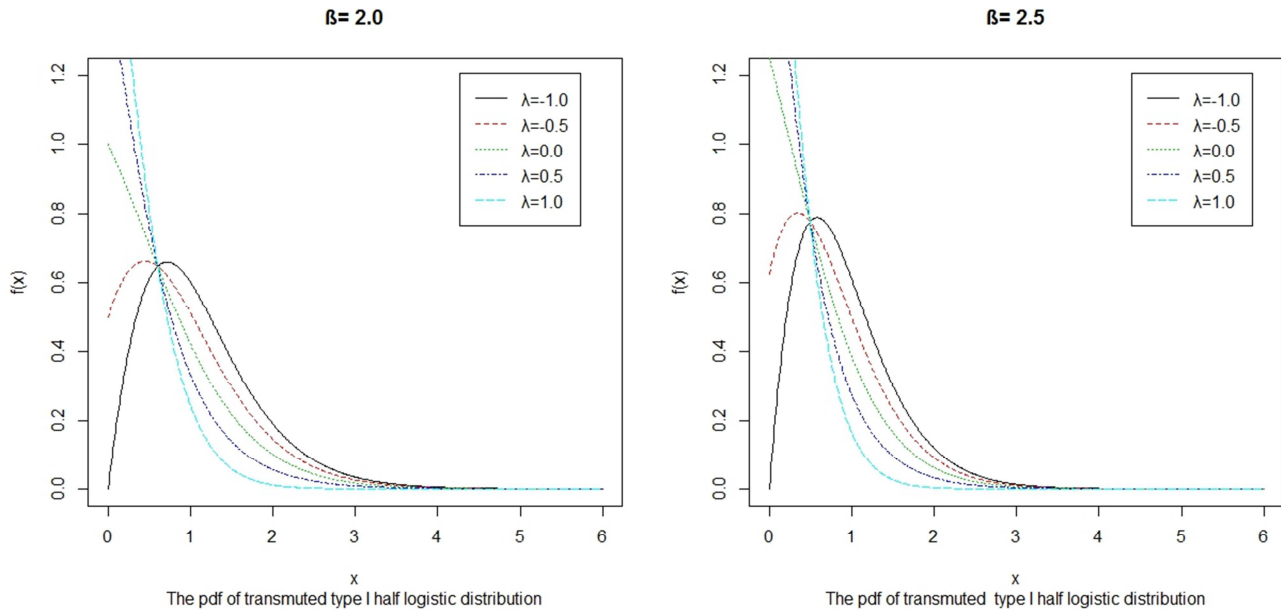 ß= 2.0
1.2
1.0
0.8
0.6
0.4
0.2
0.0
f(x)
λ=-1.0
λ=-0.5
λ=0.0
λ=0.5
λ=1.0
0 1 2 3 4 5 6
x
The pdf of transmuted type I half logistic distribution
ß= 2.5
1.2
1.0
0.8
0.6
0.4
0.2
0.0
f(x)
λ=-1.0
λ=-0.5
λ=0.0
λ=0.5
λ=1.0
0 1 2 3 4 5 6
x
The pdf of transmuted type I half logistic distribution